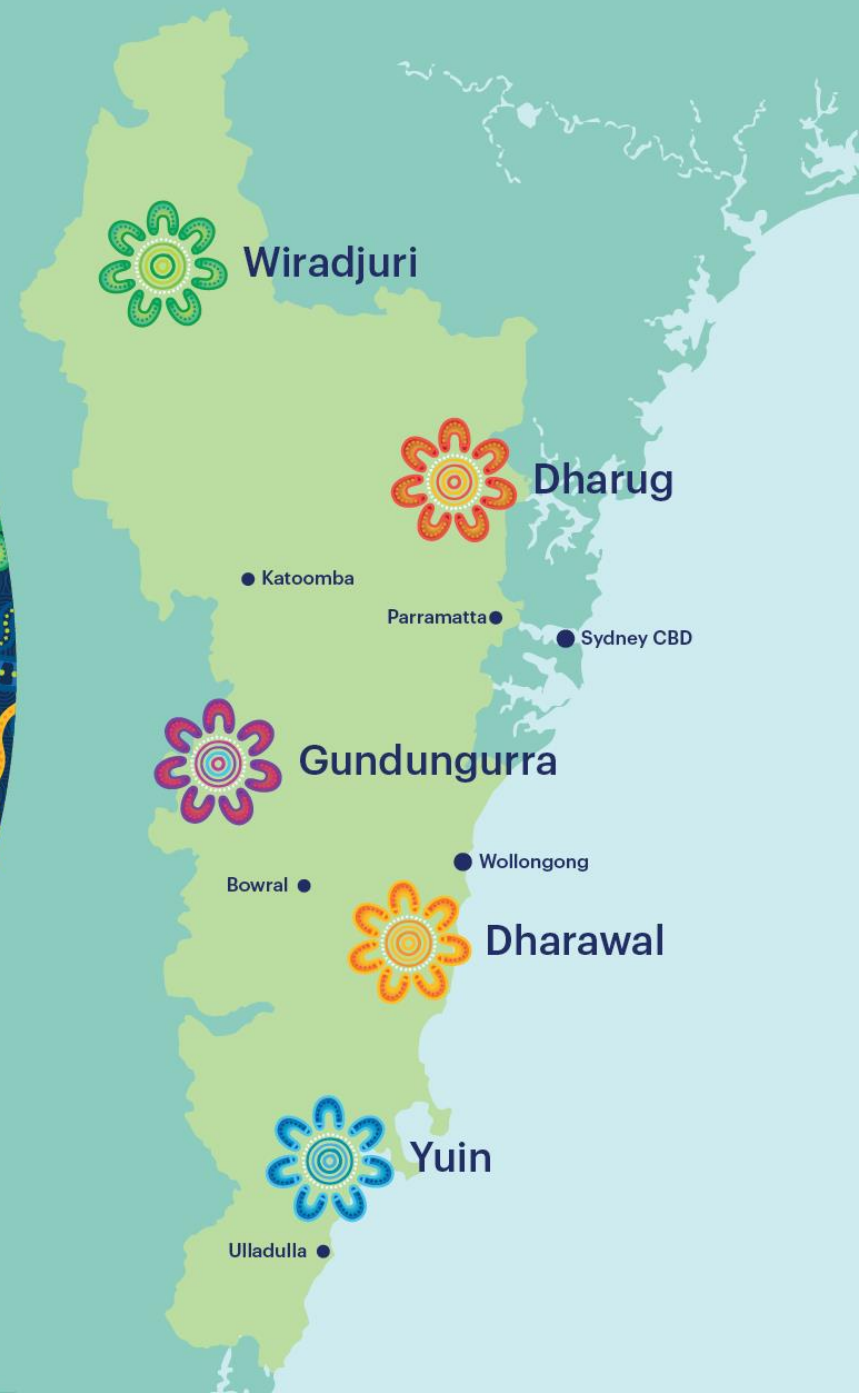 Wiradjuri
Dharug
Katoomba
Parramatta
Sydney CBD
Gundungurra
Wollongong
Bowral
Dharawal
Yuin
Ulladulla